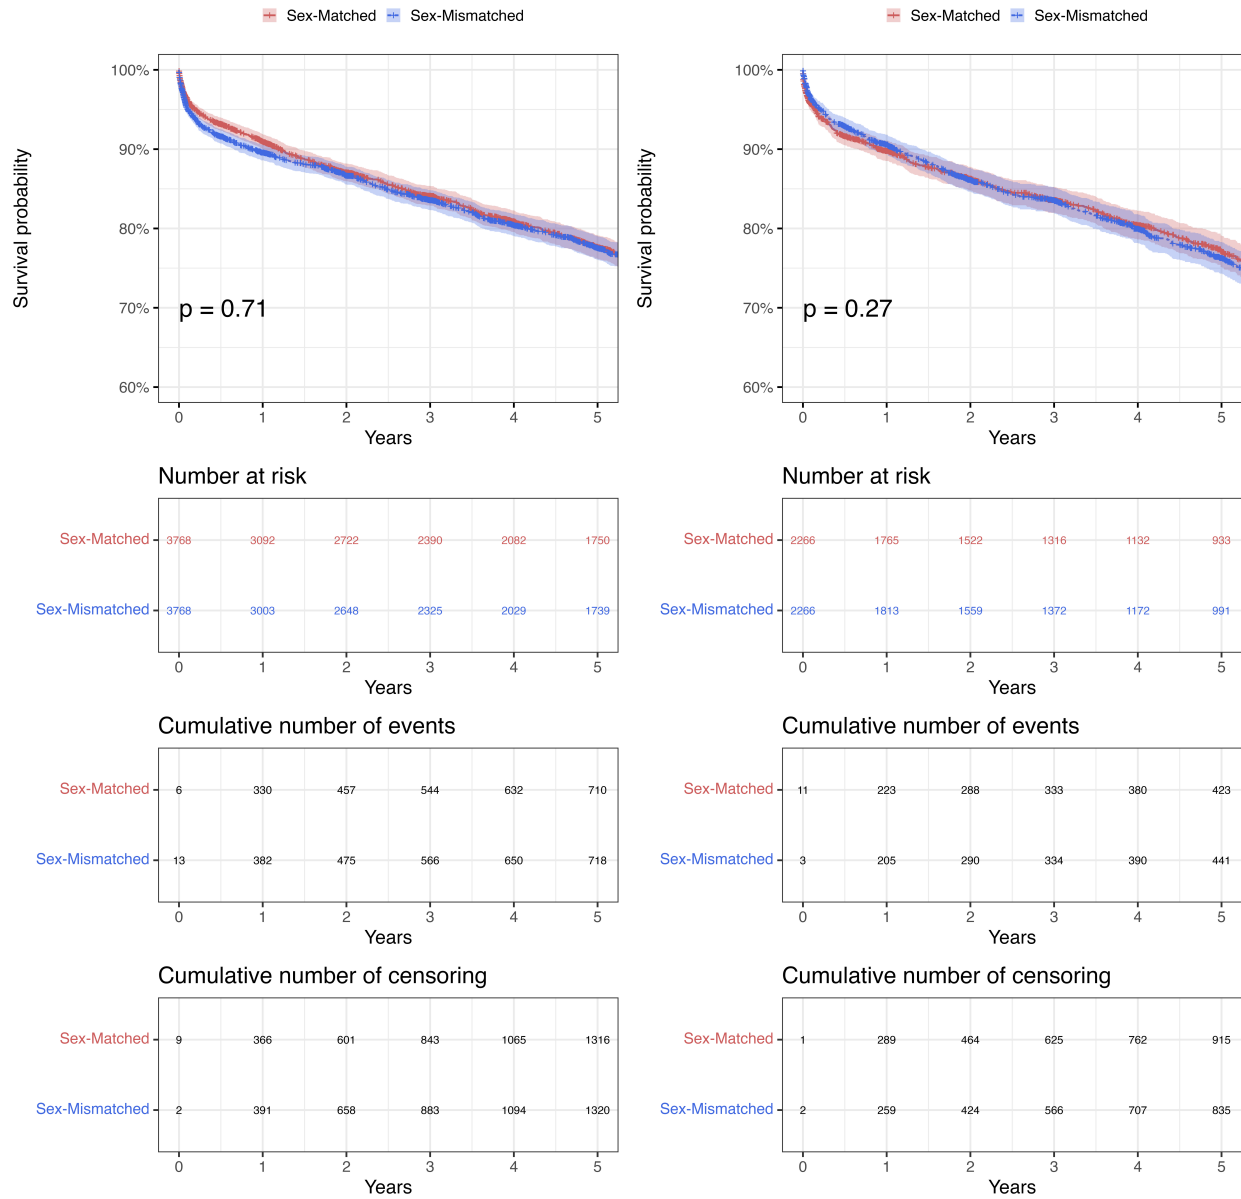 Sex-Matched Sex-Mismatched
Survival probability
100%
90%
80%
70%
60%
p = 0.71
0 1 2 3 4 5
Years
Number at risk
Sex-Matched 3768 3092 2722 2390 2082 1750
Sex-Mismatched 3768 3003 2648 2325 2029 1739
0 1 2 3 4 5
Years
Cumulative number of events
Sex-Matched 6 330 457 544 632 710
Sex-Mismatched 13 382 475 566 650 718
0 1 2 3 4 5
Years
Cumulative number of censoring
Sex-Matched 9 366 601 843 1065 1316
Sex-Mismatched 2 391 658 883 1094 1320
0 1 2 3 4 5
Years
Sex-Matched Sex-Mismatched
Survival probability
100%
90%
80%
70%
60%
p = 0.27
0 1 2 3 4 5
Years
Number at risk
Sex-Matched 2266 1765 1522 1316 1132 933
Sex-Mismatched 2266 1813 1559 1372 1172 991
0 1 2 3 4 5
Years
Cumulative number of events
Sex-Matched 11 223 288 333 380 423
Sex-Mismatched 3 205 290 334 390 441
0 1 2 3 4 5
Years
Cumulative number of censoring
Sex-Matched 1 289 464 625 762 915
Sex-Mismatched 2 259 424 566 707 835
0 1 2 3 4 5
Years